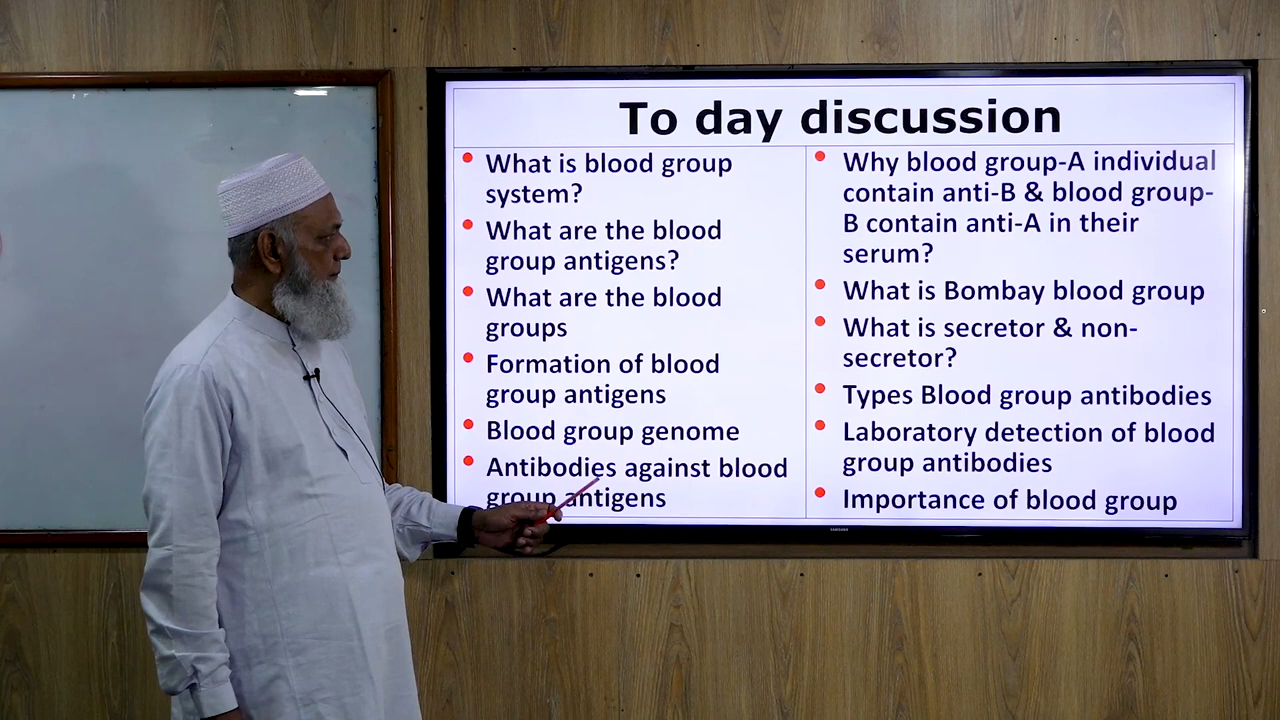 To day discussion
What is blood group
system?
What are the blood
group antigens?
What are the blood
groups
Formation of blood
group antigens
Blood group genome
Antibodies against blood
group antigens
Why blood group-A individual
contain anti-B & blood group-
B contain anti-A in their
serum?
What is Bombay blood group
What is secretor & non-
secretor?
Types Blood group antibodies
Laboratory detection of blood
group antibodies
Importance of blood group
SAMSUNG